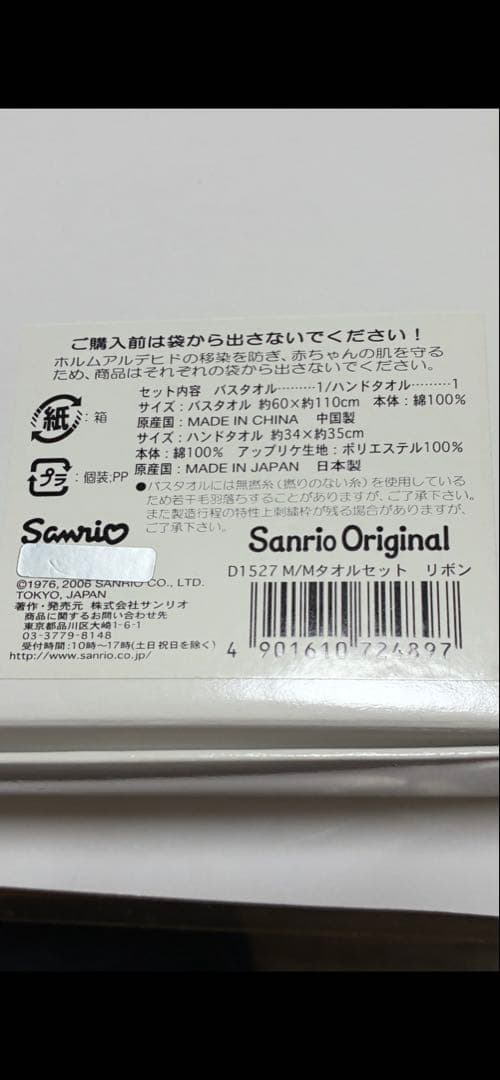 ご購入前は袋から出さないでください!
ホルムアルデヒドの移染を防ぎ、赤ちゃんの肌を守る
ため、商品はそれぞれの袋から出さないでください。
セット内容 バスタオル………1/ハンドタオル………1
サイズ:バスタオル 約60×約110cm 本体:綿100%
原産国:MADE IN CHINA 中国製
サイズ:ハンドタオル 約34×約35cm
本体:綿100% アップリケ生地:ポリエステル100%
原産国:MADE IN JAPAN 日本製
紙:箱
プラ:個装:PP
●バスタオルには無撚糸(撚りのない糸)を使用している
ため若干毛羽落ちすることがありますが、ご了承下さい。
また製造行程の特性上刺繍枠が残る場合がありますが、
ご了承下さい。
Sanrio
©1976, 2006 SANRIO CO., LTD.
TOKYO, JAPAN
著作・発売元 株式会社サンリオ
商品に関するお問い合わせ先
東京都品川区大崎1-6-1
03-3779-8148
受付時間:10時〜17時(土日祝日を除く)
http://www.sanrio.co.jp/
Sanrio Original
D1527 M/Mタオルセット リボン
4 901610 724897